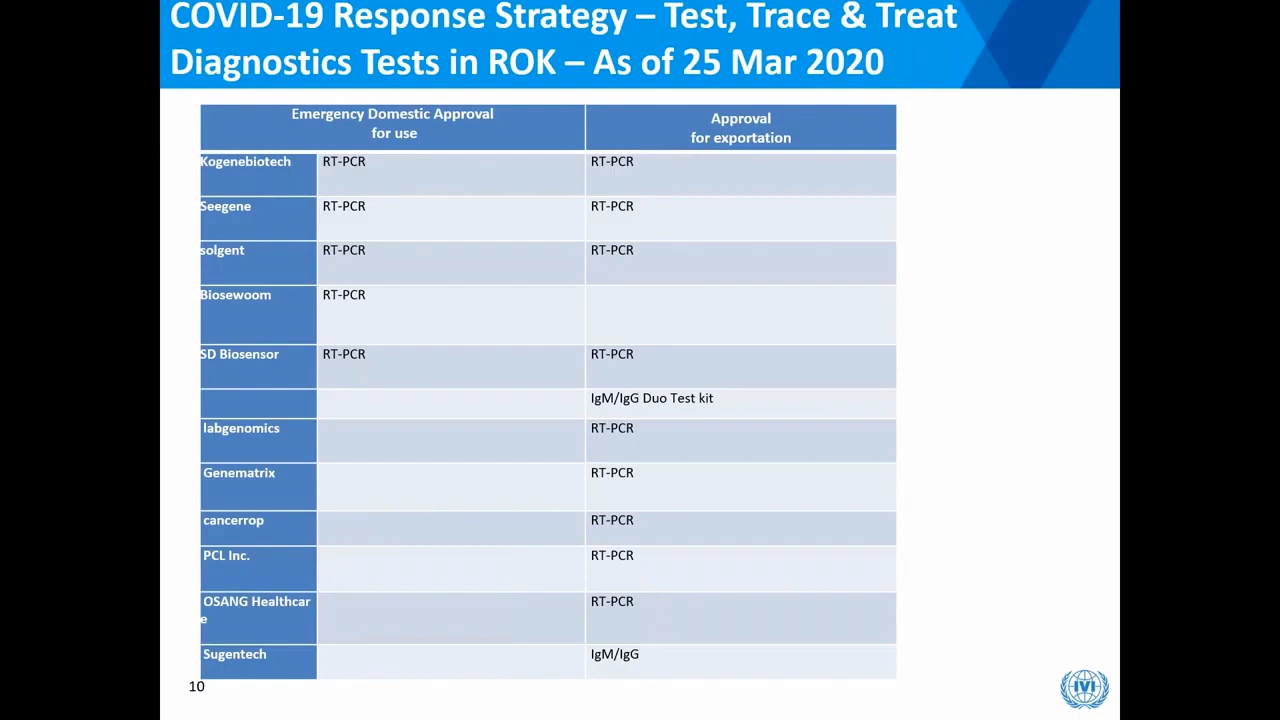 COVID-19 Response Strategy – Test, Trace & Treat
Diagnostics Tests in ROK – As of 25 Mar 2020
Emergency Domestic Approval
for use
Approval
for exportation
Kogenebiotech RT-PCR RT-PCR
Seegene RT-PCR RT-PCR
solgent RT-PCR RT-PCR
Biosewoom RT-PCR
SD Biosensor RT-PCR RT-PCR
IgM/IgG Duo Test kit
labgenomics RT-PCR
Genematrix RT-PCR
cancerrop RT-PCR
PCL Inc. RT-PCR
OSANG Healthcar RT-PCR
e
Sugentech IgM/IgG
10
IVI